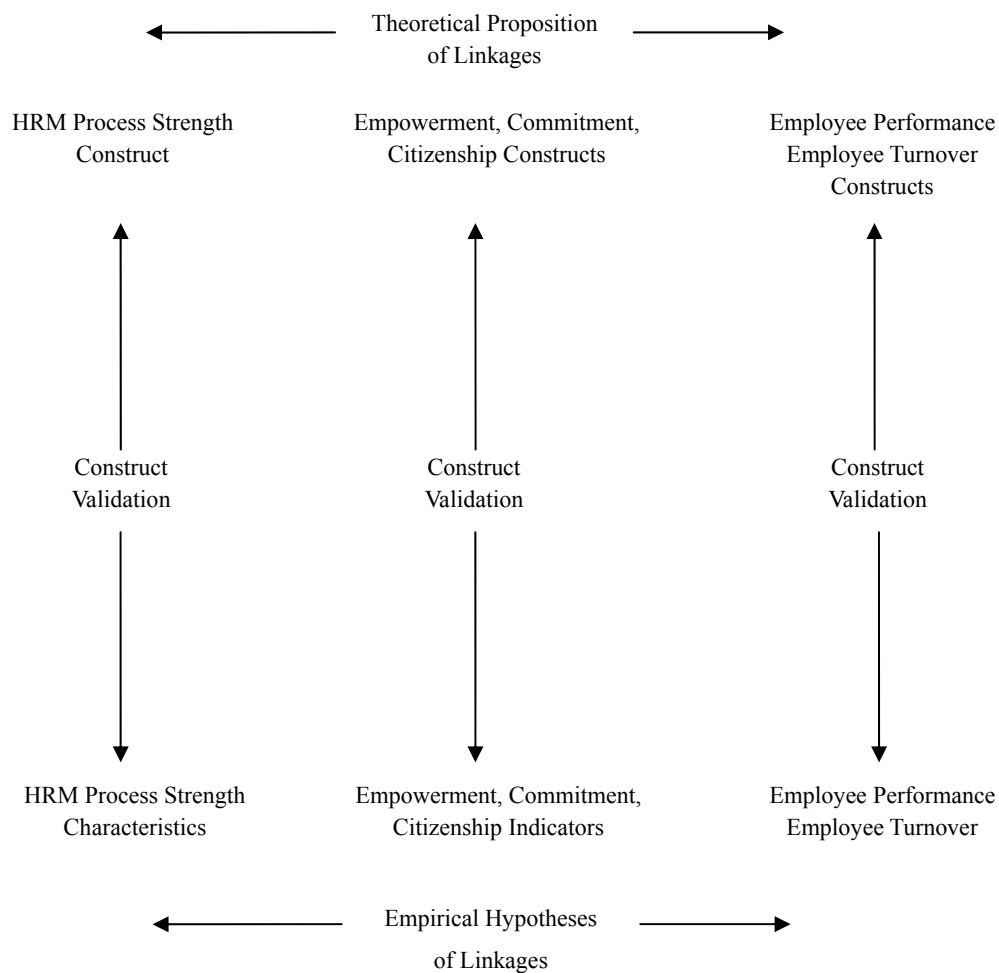 Theoretical Proposition
of Linkages
HRM Process Strength
Construct
Empowerment, Commitment,
Citizenship Constructs
Employee Performance
Employee Turnover
Constructs
Construct
Validation
Construct
Validation
Construct
Validation
HRM Process Strength
Characteristics
Empowerment, Commitment,
Citizenship Indicators
Employee Performance
Employee Turnover
Empirical Hypotheses
of Linkages